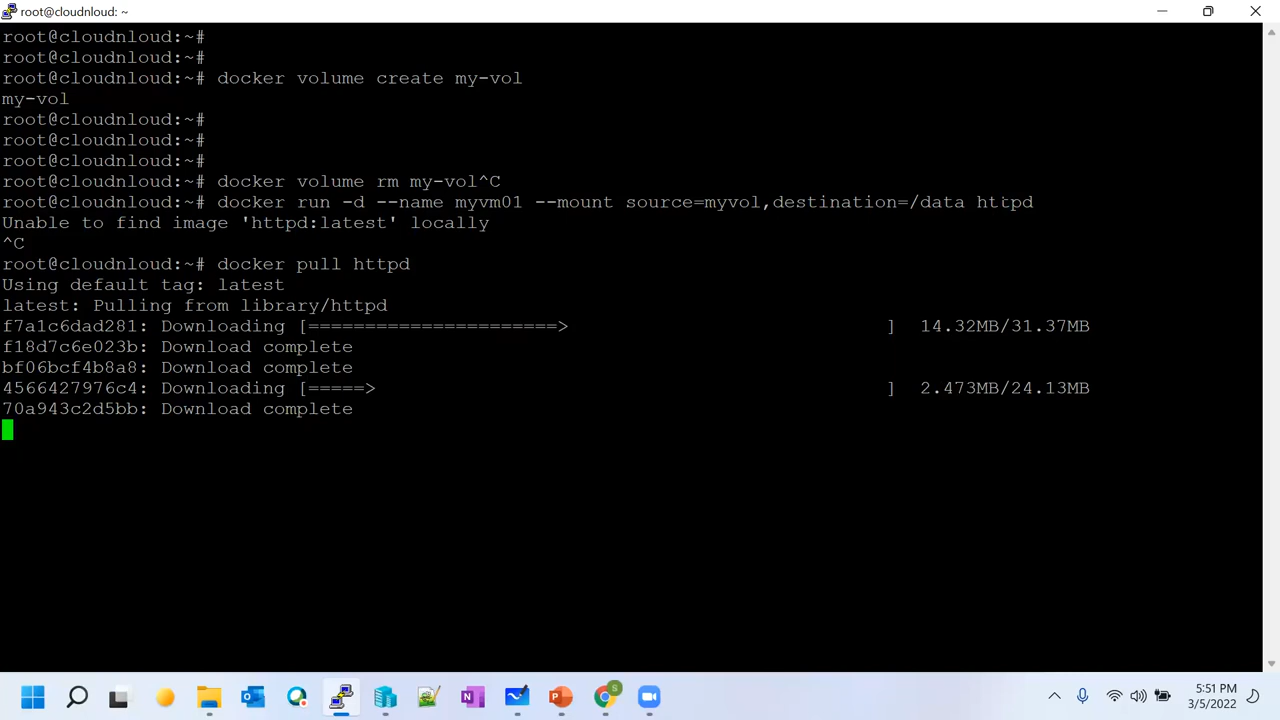 root@cloudnloud: ~
root@cloudnloud:~#
root@cloudnloud:~#
root@cloudnloud:~# docker volume create my-vol
my-vol
root@cloudnloud:~#
root@cloudnloud:~#
root@cloudnloud:~#
root@cloudnloud:~# docker volume rm my-vol^C
root@cloudnloud:~# docker run -d --name myvm01 --mount source=myvol,destination=/data httpd
Unable to find image 'httpd:latest' locally
^C
root@cloudnloud:~# docker pull httpd
Using default tag: latest
latest: Pulling from library/httpd
f7a1c6dad281: Downloading [======================>                             ]  14.32MB/31.37MB
f18d7c6e023b: Download complete
bf06bcf4b8a8: Download complete
4566427976c4: Downloading [=====>                                              ]  2.473MB/24.13MB
70a943c2d5bb: Download complete
5:51 PM
3/5/2022